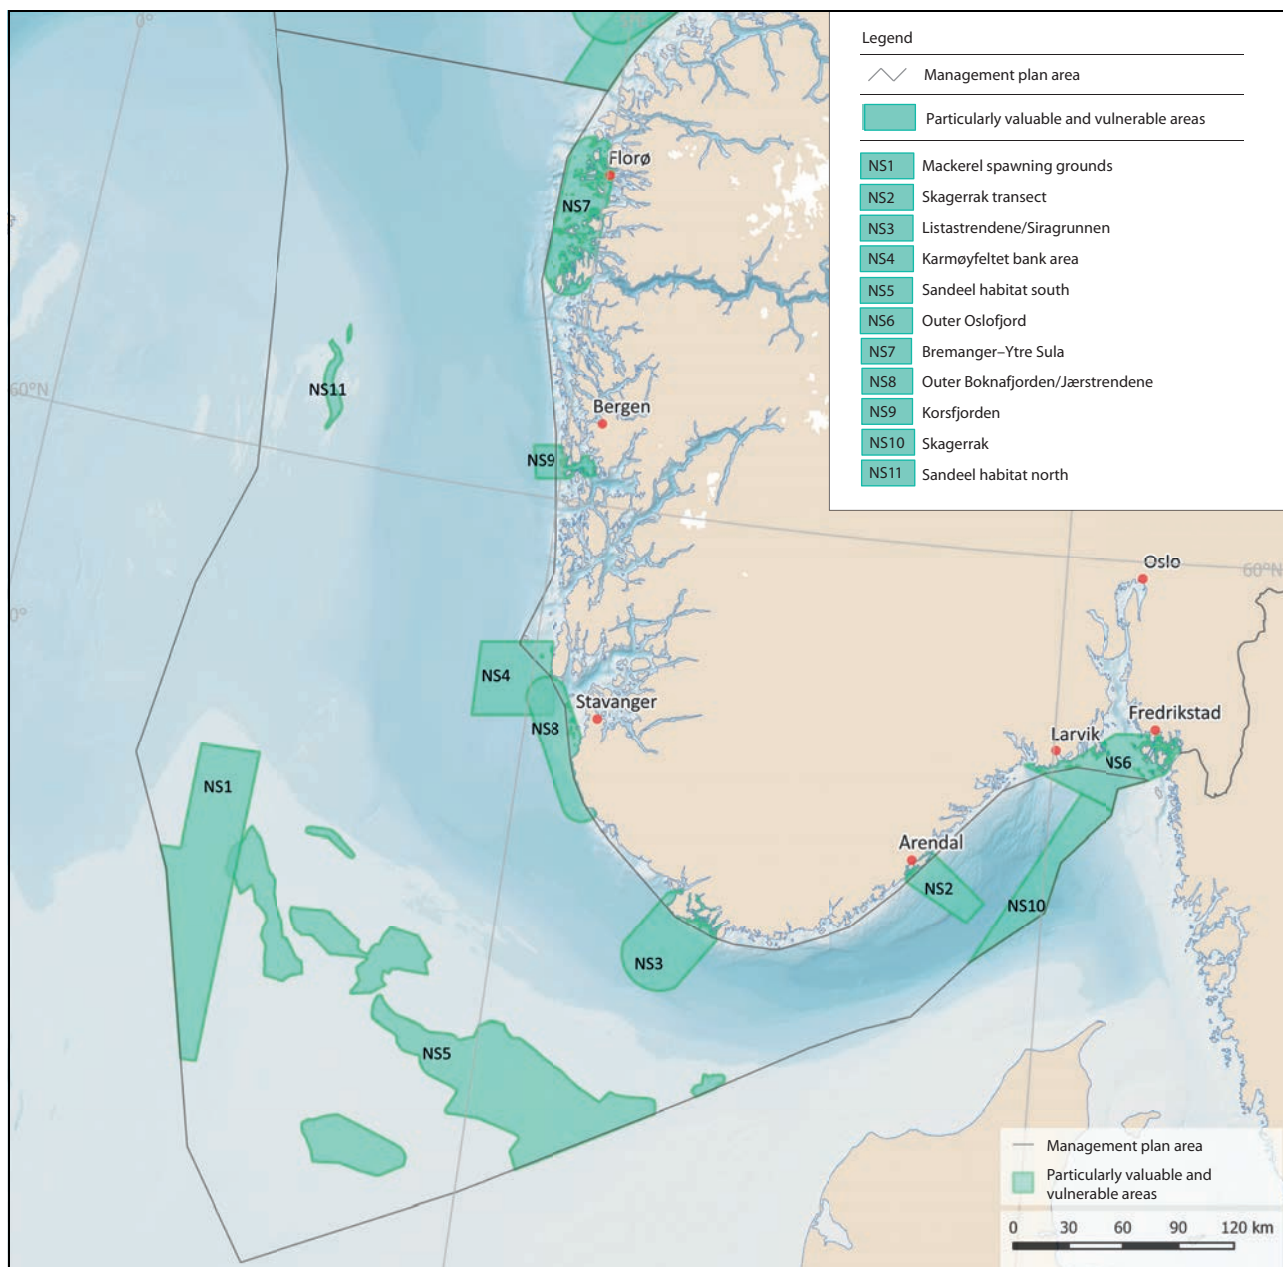 0°
Legend
Management plan area
Particularly valuable and vulnerable areas
NS1 Mackerel spawning grounds
NS2 Skagerrak transect
NS3 Listastrendene/Siragrunnen
NS4 Karmøyfeltet bank area
NS5 Sandeel habitat south
NS6 Outer Oslofjord
NS7 Bremanger–Ytre Sula
NS8 Outer Boknafjorden/Jærstrendene
NS9 Korsfjorden
NS10 Skagerrak
NS11 Sandeel habitat north
Florø
NS7
60°N
NS11
Bergen
NS9
Oslo
60°N
0°
NS4
Stavanger
NS8
Fredrikstad
Larvik
NS6
NS1
Arendal
NS2
NS10
NS3
NS5
Management plan area
Particularly valuable and
vulnerable areas
0 30 60 90 120 km